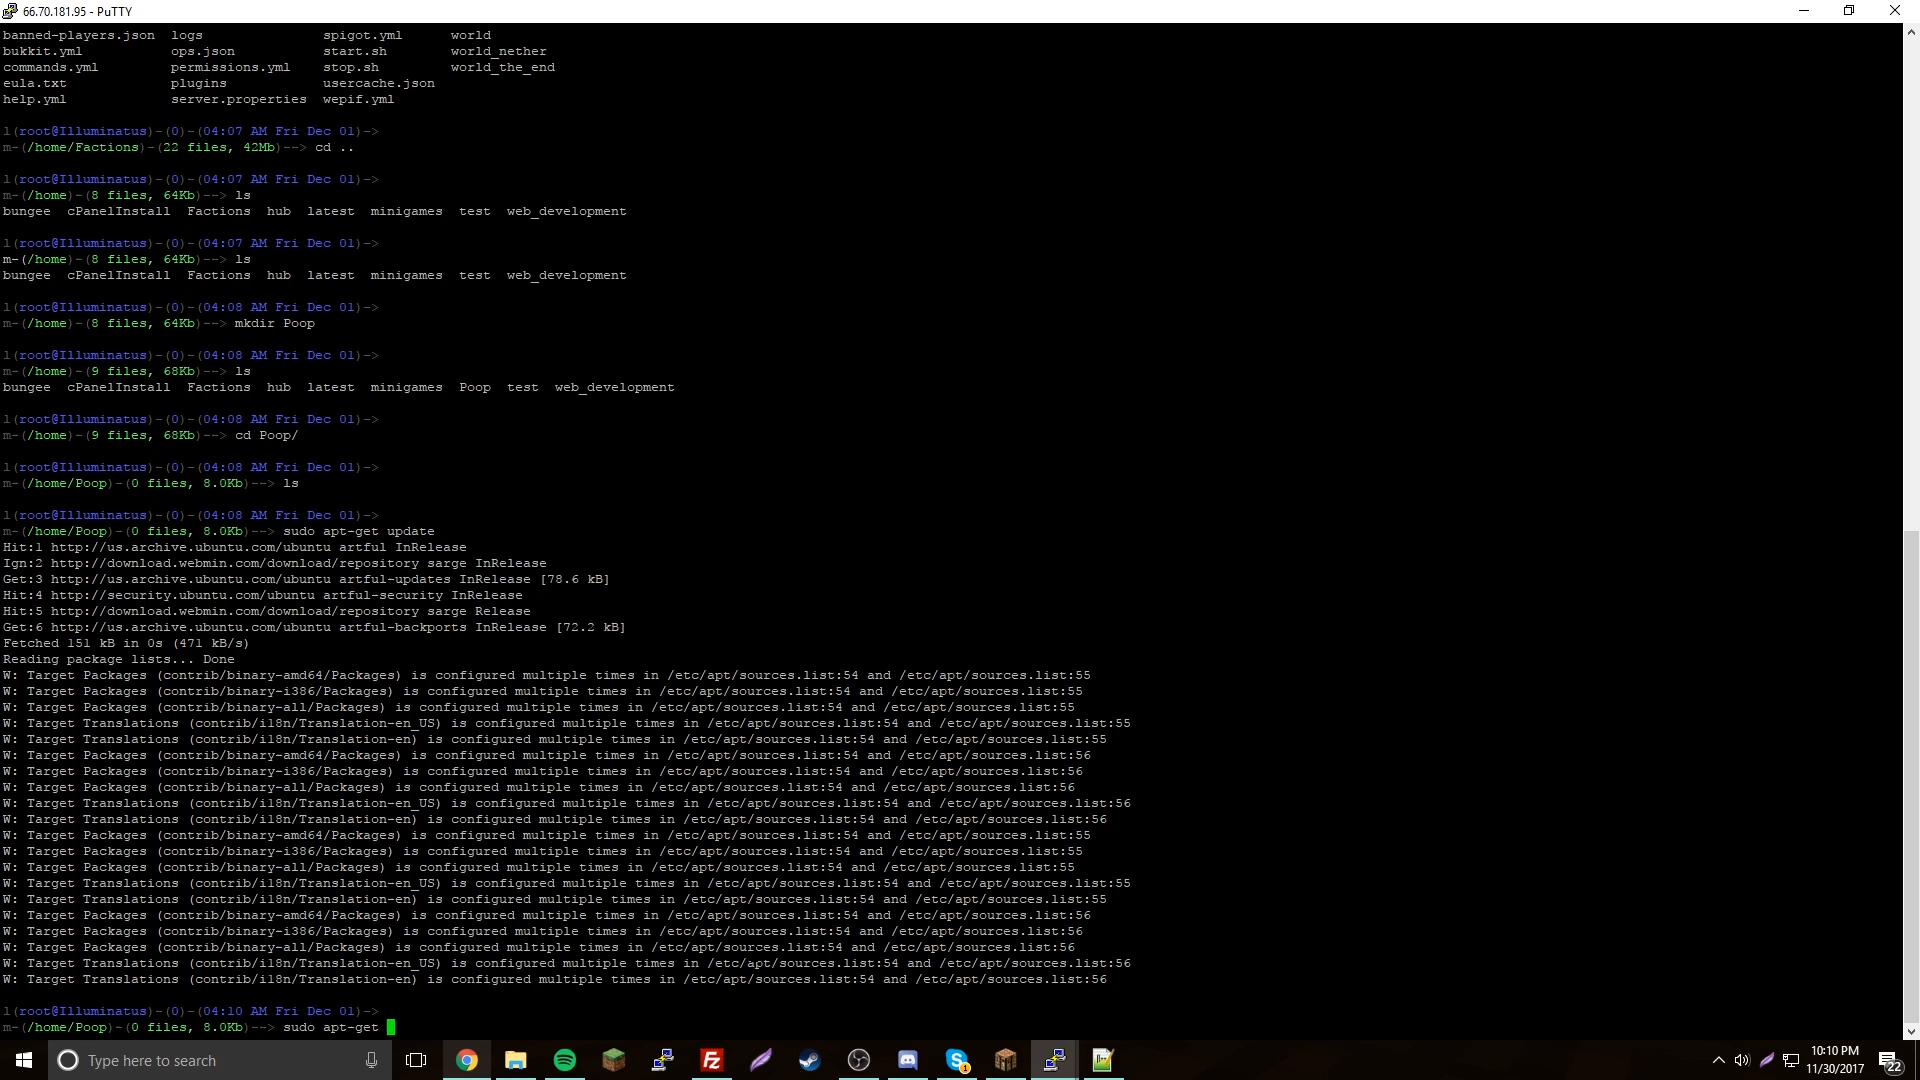 66.70.181.95 - PuTTY
banned-players.json  logs               spigot.yml      world
bukkit.yml           ops.json           start.sh        world_nether
commands.yml         permissions.yml    stop.sh         world_the_end
eula.txt             plugins            usercache.json
help.yml             server.properties  wepif.yml
l(root@Illuminatus)-(0)-(04:07 AM Fri Dec 01)->
m-(/home/Factions)-(22 files, 42Mb)--> cd ..
l(root@Illuminatus)-(0)-(04:07 AM Fri Dec 01)->
m-(/home)-(8 files, 64Kb)--> ls
bungee  cPanelInstall  Factions  hub  latest  minigames  test  web_development
l(root@Illuminatus)-(0)-(04:07 AM Fri Dec 01)->
m-(/home)-(8 files, 64Kb)--> ls
bungee  cPanelInstall  Factions  hub  latest  minigames  test  web_development
l(root@Illuminatus)-(0)-(04:08 AM Fri Dec 01)->
m-(/home)-(8 files, 64Kb)--> mkdir Poop
l(root@Illuminatus)-(0)-(04:08 AM Fri Dec 01)->
m-(/home)-(9 files, 68Kb)--> ls
bungee  cPanelInstall  Factions  hub  latest  minigames  Poop  test  web_development
l(root@Illuminatus)-(0)-(04:08 AM Fri Dec 01)->
m-(/home)-(9 files, 68Kb)--> cd Poop/
l(root@Illuminatus)-(0)-(04:08 AM Fri Dec 01)->
m-(/home/Poop)-(0 files, 8.0Kb)--> ls
l(root@Illuminatus)-(0)-(04:08 AM Fri Dec 01)->
m-(/home/Poop)-(0 files, 8.0Kb)--> sudo apt-get update
Hit:1 http://us.archive.ubuntu.com/ubuntu artful InRelease
Ign:2 http://download.webmin.com/download/repository sarge InRelease
Get:3 http://us.archive.ubuntu.com/ubuntu artful-updates InRelease [78.6 kB]
Hit:4 http://security.ubuntu.com/ubuntu artful-security InRelease
Hit:5 http://download.webmin.com/download/repository sarge Release
Get:6 http://us.archive.ubuntu.com/ubuntu artful-backports InRelease [72.2 kB]
Fetched 151 kB in 0s (471 kB/s)
Reading package lists... Done
W: Target Packages (contrib/binary-amd64/Packages) is configured multiple times in /etc/apt/sources.list:54 and /etc/apt/sources.list:55
W: Target Packages (contrib/binary-i386/Packages) is configured multiple times in /etc/apt/sources.list:54 and /etc/apt/sources.list:55
W: Target Packages (contrib/binary-all/Packages) is configured multiple times in /etc/apt/sources.list:54 and /etc/apt/sources.list:55
W: Target Translations (contrib/i18n/Translation-en_US) is configured multiple times in /etc/apt/sources.list:54 and /etc/apt/sources.list:55
W: Target Translations (contrib/i18n/Translation-en) is configured multiple times in /etc/apt/sources.list:54 and /etc/apt/sources.list:55
W: Target Packages (contrib/binary-amd64/Packages) is configured multiple times in /etc/apt/sources.list:54 and /etc/apt/sources.list:56
W: Target Packages (contrib/binary-i386/Packages) is configured multiple times in /etc/apt/sources.list:54 and /etc/apt/sources.list:56
W: Target Packages (contrib/binary-all/Packages) is configured multiple times in /etc/apt/sources.list:54 and /etc/apt/sources.list:56
W: Target Translations (contrib/i18n/Translation-en_US) is configured multiple times in /etc/apt/sources.list:54 and /etc/apt/sources.list:56
W: Target Translations (contrib/i18n/Translation-en) is configured multiple times in /etc/apt/sources.list:54 and /etc/apt/sources.list:56
W: Target Packages (contrib/binary-amd64/Packages) is configured multiple times in /etc/apt/sources.list:54 and /etc/apt/sources.list:55
W: Target Packages (contrib/binary-i386/Packages) is configured multiple times in /etc/apt/sources.list:54 and /etc/apt/sources.list:55
W: Target Packages (contrib/binary-all/Packages) is configured multiple times in /etc/apt/sources.list:54 and /etc/apt/sources.list:55
W: Target Translations (contrib/i18n/Translation-en_US) is configured multiple times in /etc/apt/sources.list:54 and /etc/apt/sources.list:55
W: Target Translations (contrib/i18n/Translation-en) is configured multiple times in /etc/apt/sources.list:54 and /etc/apt/sources.list:55
W: Target Packages (contrib/binary-amd64/Packages) is configured multiple times in /etc/apt/sources.list:54 and /etc/apt/sources.list:56
W: Target Packages (contrib/binary-i386/Packages) is configured multiple times in /etc/apt/sources.list:54 and /etc/apt/sources.list:56
W: Target Packages (contrib/binary-all/Packages) is configured multiple times in /etc/apt/sources.list:54 and /etc/apt/sources.list:56
W: Target Translations (contrib/i18n/Translation-en_US) is configured multiple times in /etc/apt/sources.list:54 and /etc/apt/sources.list:56
W: Target Translations (contrib/i18n/Translation-en) is configured multiple times in /etc/apt/sources.list:54 and /etc/apt/sources.list:56
l(root@Illuminatus)-(0)-(04:10 AM Fri Dec 01)->
m-(/home/Poop)-(0 files, 8.0Kb)--> sudo apt-get
Type here to search
10:10 PM
11/30/2017
22